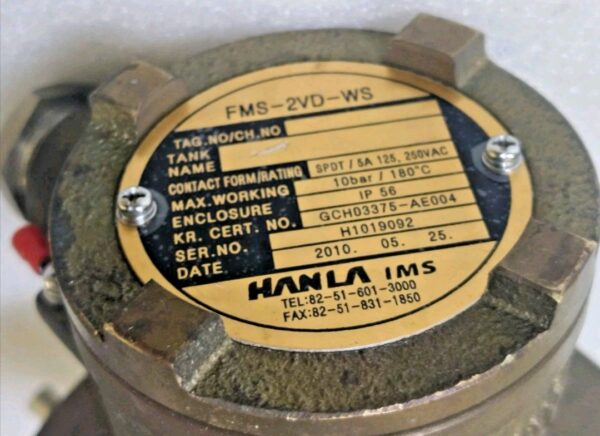 FMS-2VD-WS
TAG.NO/CH.NO
TANK NAME
CONTACT FORM/RATING SPDT / 5A 125, 250VAC
MAX. WORKING 10bar / 180°C
ENCLOSURE IP 56
KR. CERT. NO. GCH03375-AE004
SER.NO. H1019092
DATE 2010. 05. 25.
HANLA IMS
TEL:82-51-601-3000
FAX:82-51-831-1850